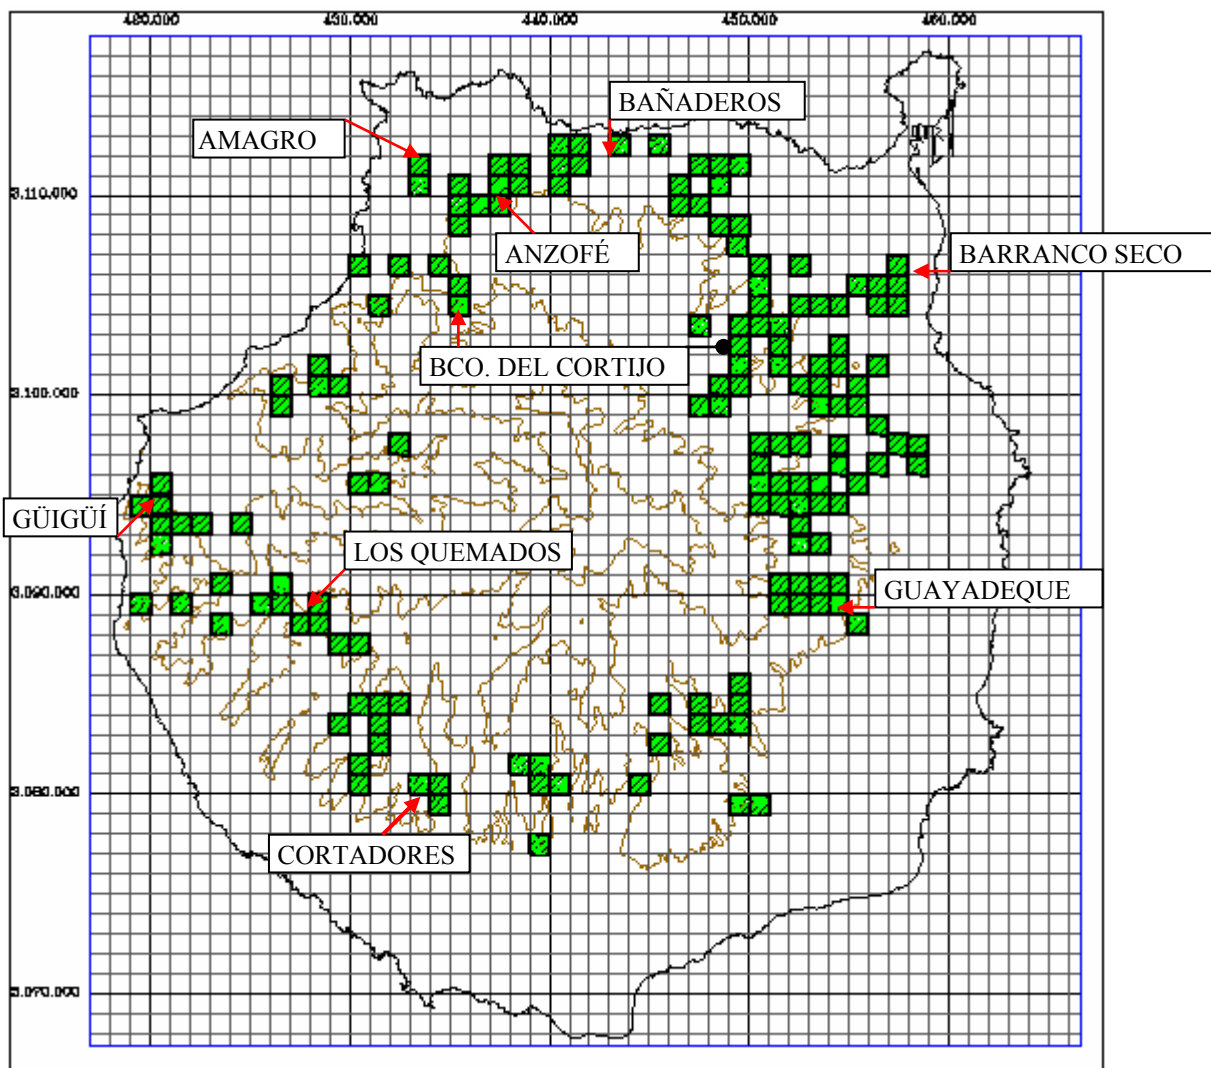 420.000 430.000 440.000 450.000 460.000
BAÑADEROS
AMAGRO
3.110.000
ANZOFÉ
BARRANCO SECO
BCO. DEL CORTIJO
3.100.000
GÜIGÜÍ
LOS QUEMADOS
3.090.000
GUAYADEQUE
3.080.000
CORTADORES
3.070.000